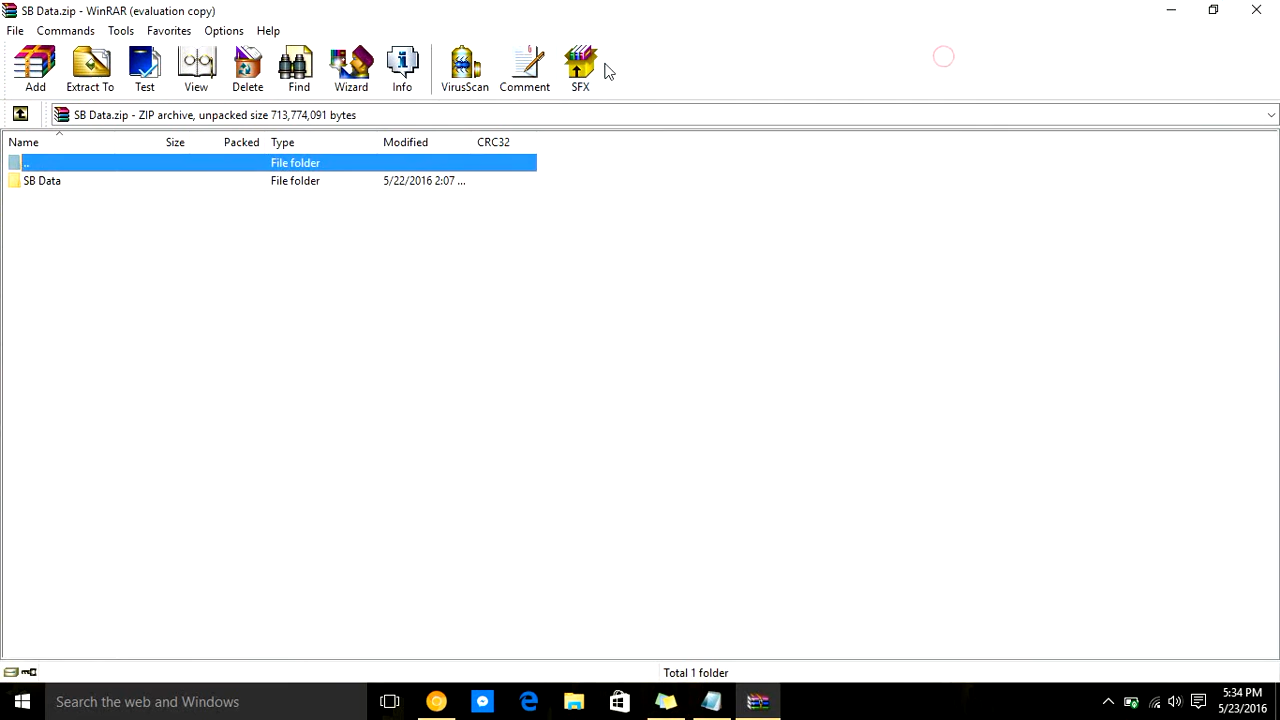 SB Data.zip - WinRAR (evaluation copy)
File Commands Tools Favorites Options Help
Add Extract To Test View Delete Find Wizard Info VirusScan Comment SFX
SB Data.zip - ZIP archive, unpacked size 713,774,091 bytes
Name Size Packed Type Modified CRC32
.. File folder
SB Data File folder 5/22/2016 2:07 ...
Total 1 folder
Search the web and Windows
5:34 PM
5/23/2016